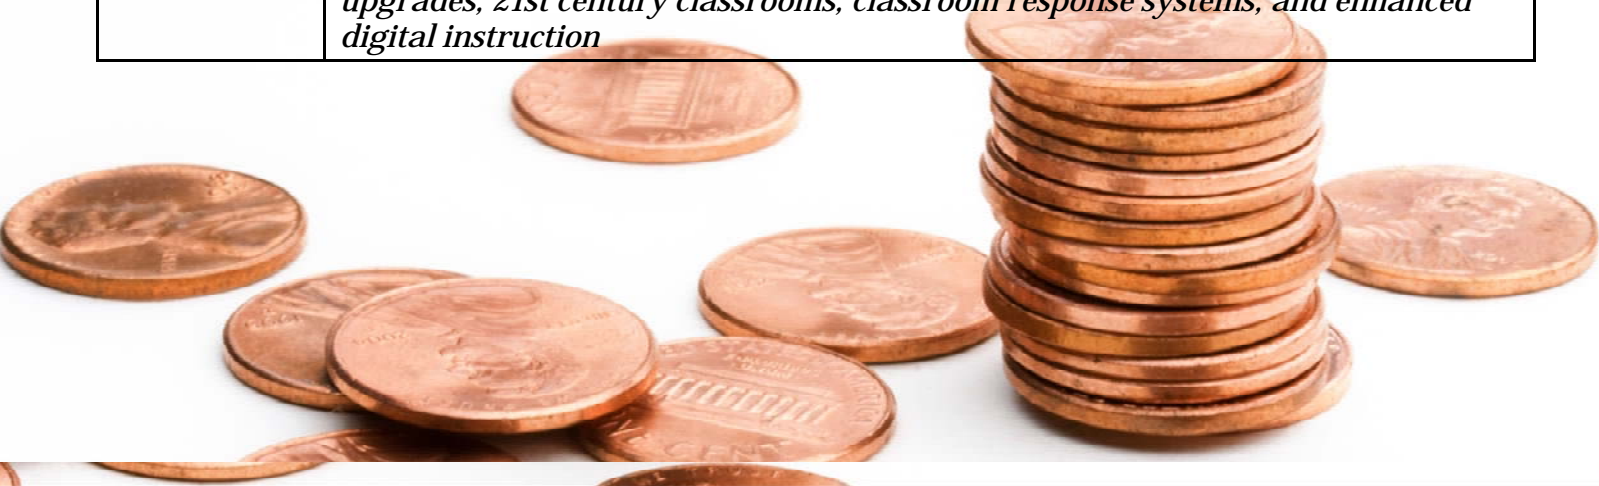 upgrades, 21st century classrooms, classroom response systems, and enhanced
digital instruction